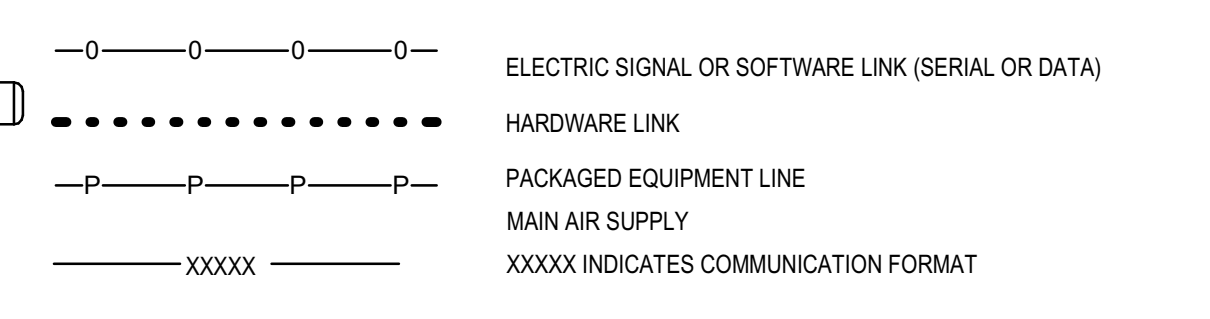 0 0 0 0
ELECTRIC SIGNAL OR SOFTWARE LINK (SERIAL OR DATA)
HARDWARE LINK
P P P P
PACKAGED EQUIPMENT LINE
MAIN AIR SUPPLY
XXXXX
XXXXX INDICATES COMMUNICATION FORMAT